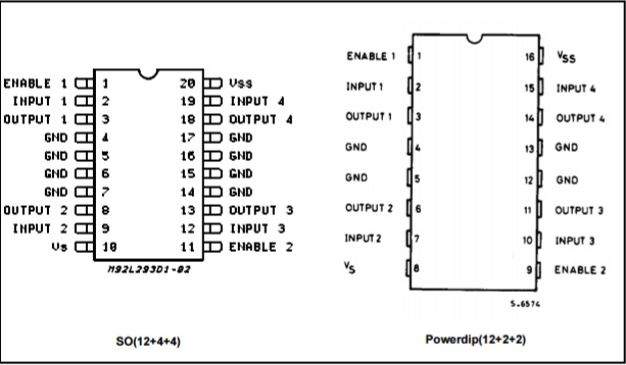 ENABLE 1 1 20 Vss
INPUT 1 2 19 INPUT 4
OUTPUT 1 3 18 OUTPUT 4
GND 4 17 GND
GND 5 16 GND
GND 6 15 GND
GND 7 14 GND
OUTPUT 2 8 13 OUTPUT 3
INPUT 2 9 12 INPUT 3
Vs 10 11 ENABLE 2
M92L293D1-02
SO(12+4+4)
ENABLE 1 1 16 VSS
INPUT 1 2 15 INPUT 4
OUTPUT 1 3 14 OUTPUT 4
GND 4 13 GND
GND 5 12 GND
OUTPUT 2 6 11 OUTPUT 3
INPUT 2 7 10 INPUT 3
VS 8 9 ENABLE 2
S-6574
Powerdip(12+2+2)